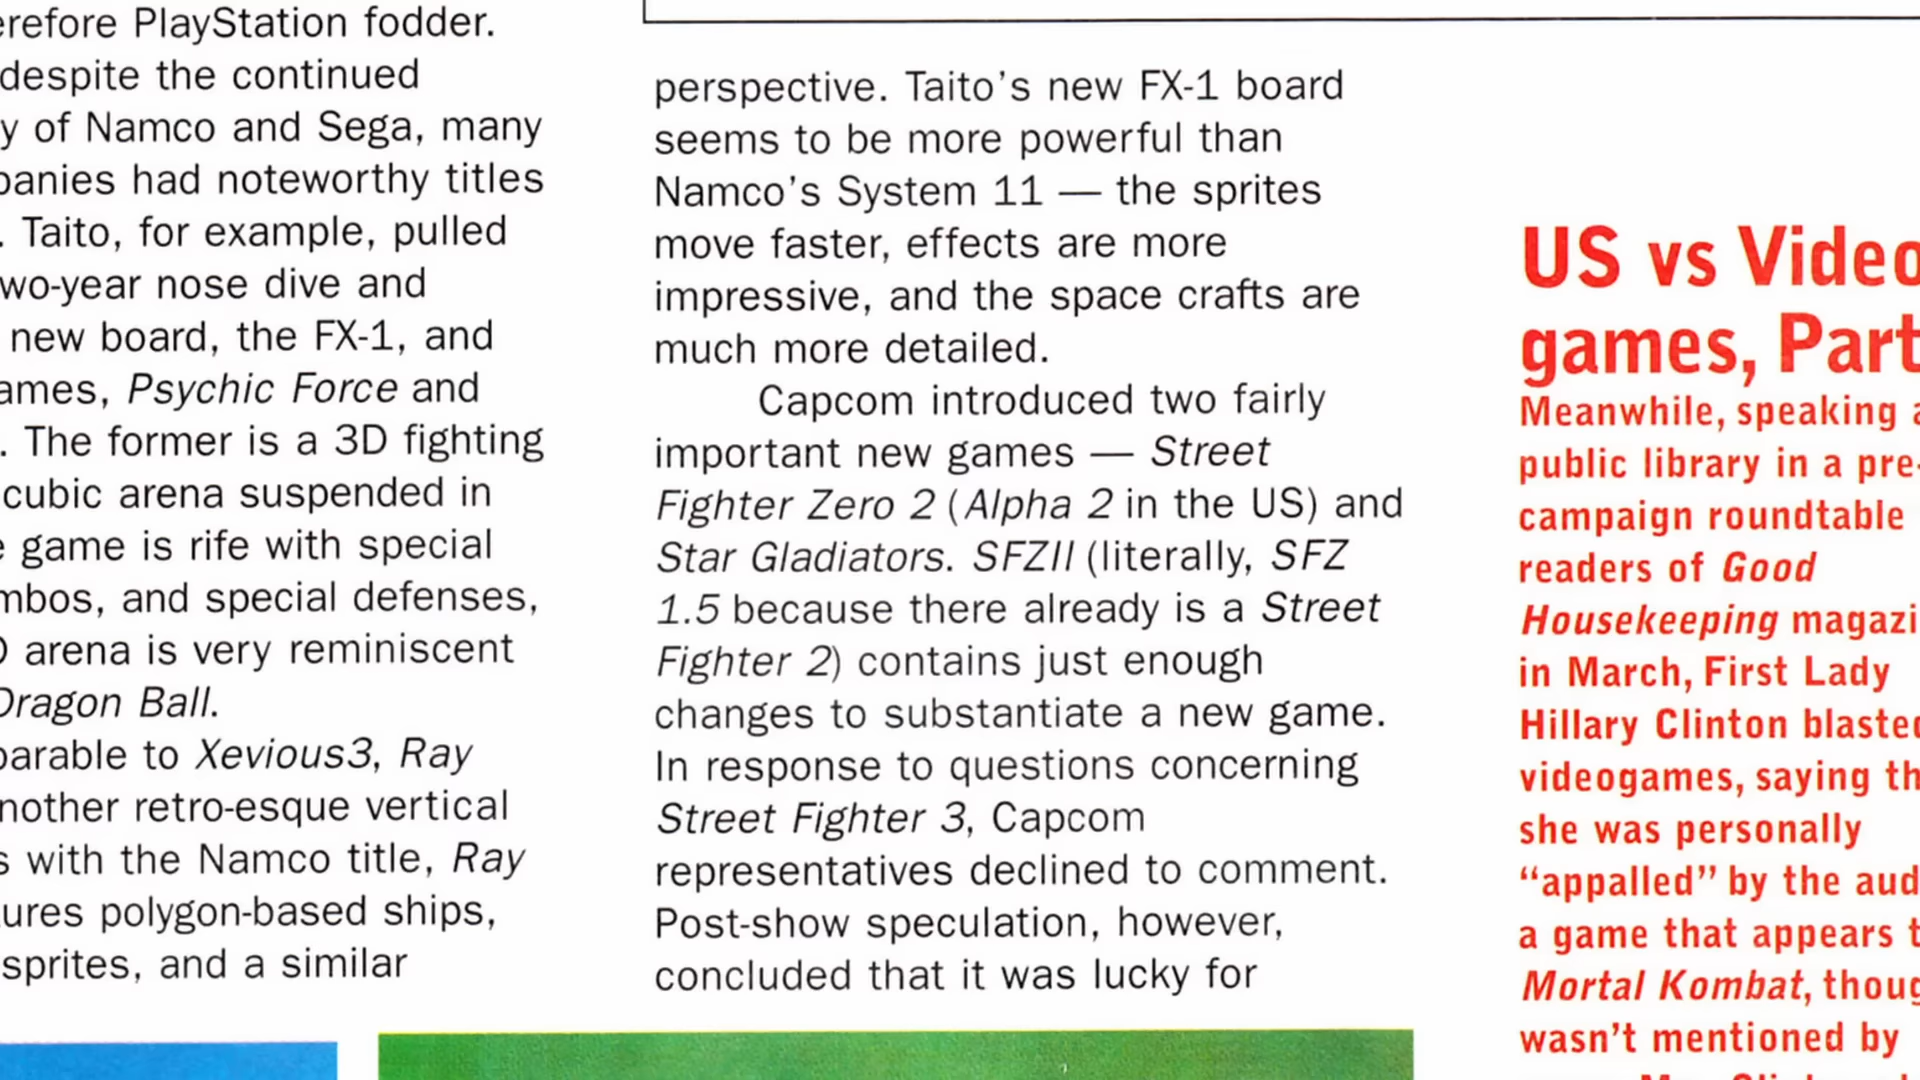 erefore PlayStation fodder.
despite the continued
y of Namco and Sega, many
panies had noteworthy titles
. Taito, for example, pulled
wo-year nose dive and
new board, the FX-1, and
ames, Psychic Force and
. The former is a 3D fighting
cubic arena suspended in
e game is rife with special
mbos, and special defenses,
D arena is very reminiscent
Dragon Ball.
parable to Xevious3, Ray
nother retro-esque vertical
s with the Namco title, Ray
ures polygon-based ships,
sprites, and a similar
perspective. Taito's new FX-1 board
seems to be more powerful than
Namco's System 11 — the sprites
move faster, effects are more
impressive, and the space crafts are
much more detailed.
Capcom introduced two fairly
important new games — Street
Fighter Zero 2 (Alpha 2 in the US) and
Star Gladiators. SFZII (literally, SFZ
1.5 because there already is a Street
Fighter 2) contains just enough
changes to substantiate a new game.
In response to questions concerning
Street Fighter 3, Capcom
representatives declined to comment.
Post-show speculation, however,
concluded that it was lucky for
US vs Video
games, Part
Meanwhile, speaking a
public library in a pre-
campaign roundtable
readers of Good
Housekeeping magazi
in March, First Lady
Hillary Clinton blasted
videogames, saying th
she was personally
“appalled” by the aud
a game that appears t
Mortal Kombat, thoug
wasn't mentioned by